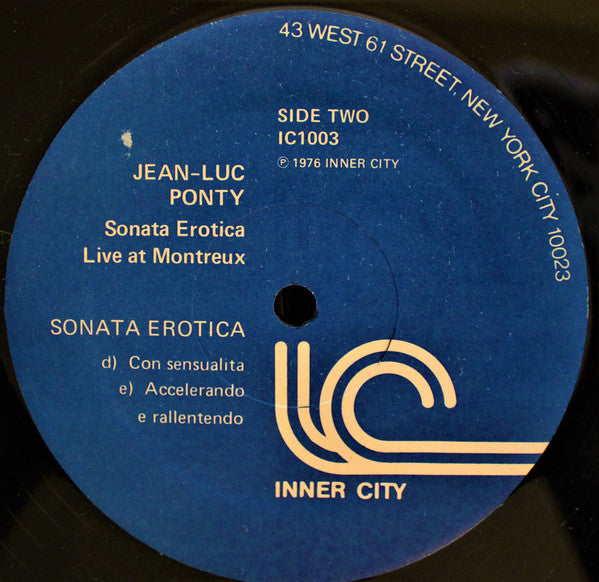 43 WEST 61 STREET, NEW YORK CITY 10023
SIDE TWO
IC1003
℗ 1976 INNER CITY
JEAN-LUC
PONTY
Sonata Erotica
Live at Montreux
SONATA EROTICA
d) Con sensualita
e) Accelerando
e rallentendo
IC
INNER CITY